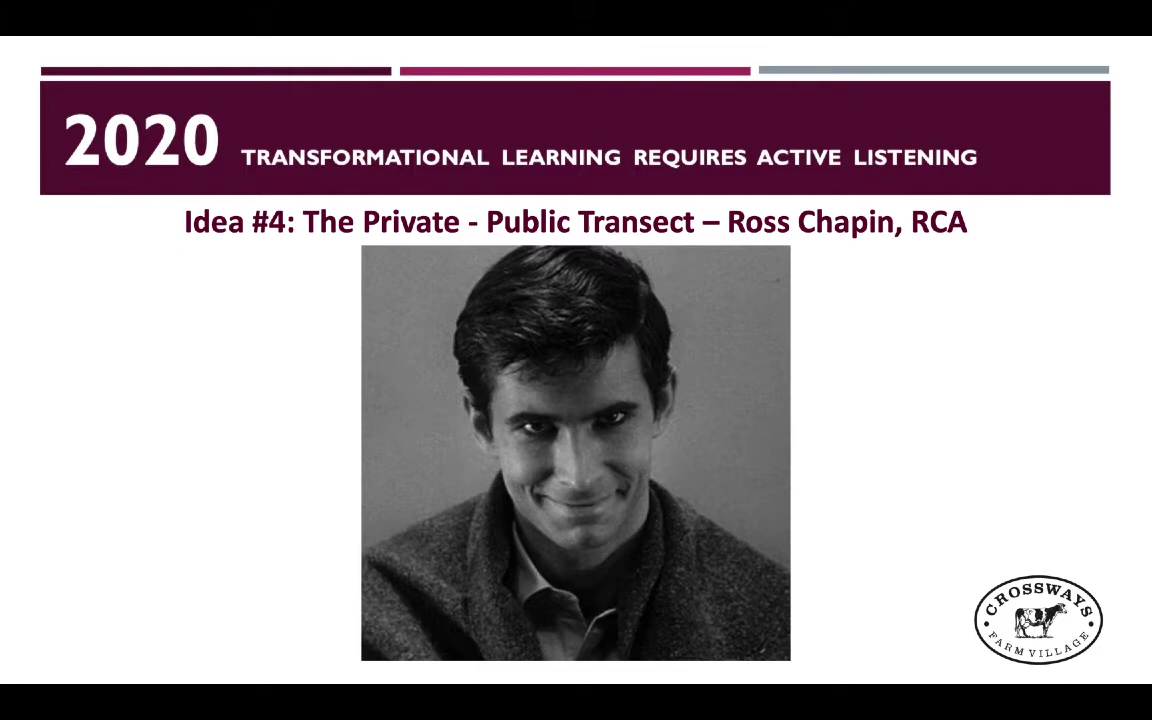 2020 TRANSFORMATIONAL LEARNING REQUIRES ACTIVE LISTENING
Idea #4: The Private - Public Transect – Ross Chapin, RCA
CROSSWAYS
FARM VILLAGE